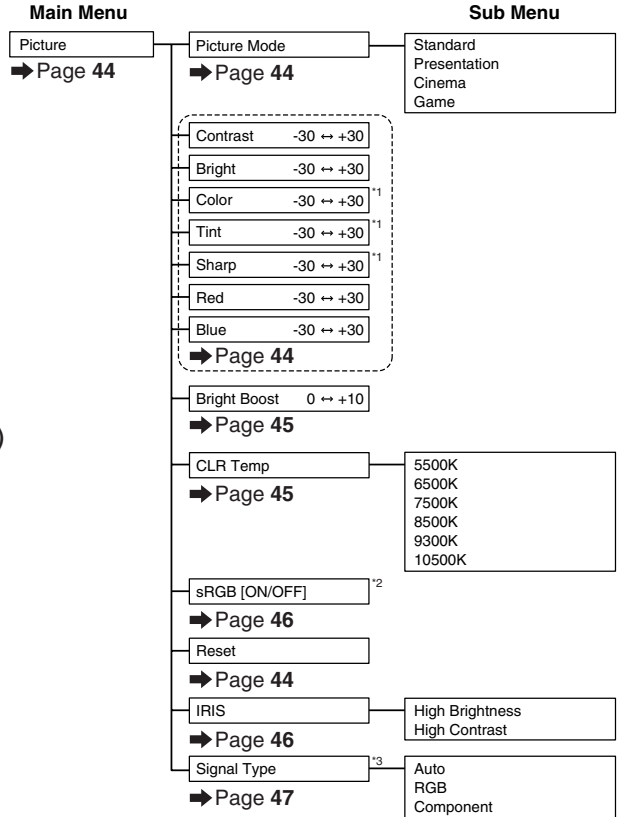 Main Menu Sub Menu
Picture
➡ Page 44
Picture Mode
➡ Page 44
Standard
Presentation
Cinema
Game
Contrast -30 ↔ +30
Bright -30 ↔ +30
Color -30 ↔ +30 *1
Tint -30 ↔ +30 *1
Sharp -30 ↔ +30 *1
Red -30 ↔ +30
Blue -30 ↔ +30
➡ Page 44
Bright Boost 0 ↔ +10
➡ Page 45
CLR Temp
➡ Page 45
5500K
6500K
7500K
8500K
9300K
10500K
sRGB [ON/OFF] *2
➡ Page 46
Reset
➡ Page 44
IRIS
➡ Page 46
High Brightness
High Contrast
Signal Type *3
➡ Page 47
Auto
RGB
Component